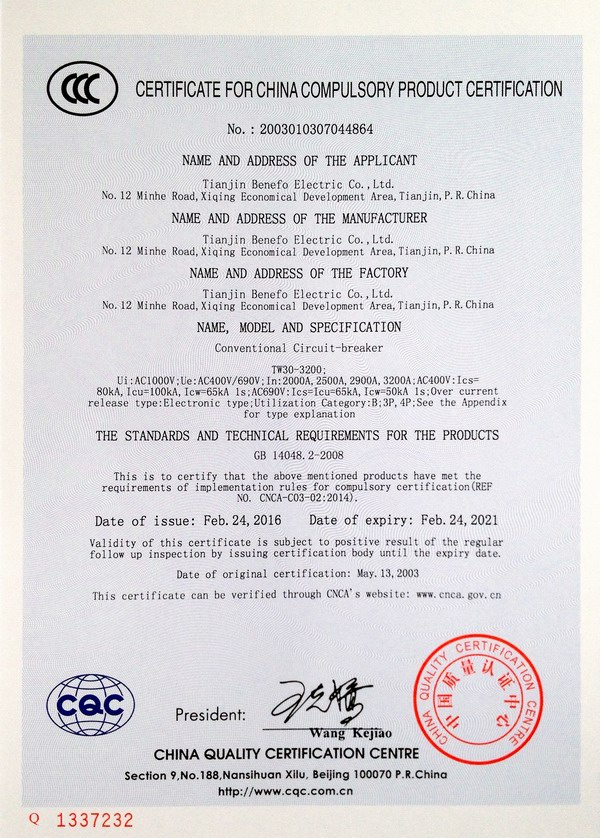 CCC
CERTIFICATE FOR CHINA COMPULSORY PRODUCT CERTIFICATION
No. : 2003010307044864
NAME AND ADDRESS OF THE APPLICANT
Tianjin Benefo Electric Co.,Ltd.
No. 12 Minhe Road, Xiqing Economical Development Area, Tianjin, P. R. China
NAME AND ADDRESS OF THE MANUFACTURER
Tianjin Benefo Electric Co.,Ltd.
No. 12 Minhe Road, Xiqing Economical Development Area, Tianjin, P. R. China
NAME AND ADDRESS OF THE FACTORY
Tianjin Benefo Electric Co.,Ltd.
No. 12 Minhe Road, Xiqing Economical Development Area, Tianjin, P. R. China
NAME, MODEL AND SPECIFICATION
Conventional Circuit-breaker
TW30-3200;
Ui:AC1000V;Ue:AC400V/690V;In:2000A, 2500A, 2900A, 3200A;AC400V:Ics=
80kA, Icu=100kA, Icw=65kA 1s;AC690V:Ics=Icu=65kA, Icw=50kA 1s;Over current
release type:Electronic type;Utilization Category:B;3P, 4P;See the Appendix
for type explanation
THE STANDARDS AND TECHNICAL REQUIREMENTS FOR THE PRODUCTS
GB 14048.2-2008
This is to certify that the above mentioned products have met the
requirements of implementation rules for compulsory certification(REF
NO. CNCA-C03-02:2014).
Date of issue: Feb. 24, 2016 Date of expiry: Feb. 24, 2021
Validity of this certificate is subject to positive result of the regular
follow up inspection by issuing certification body until the expiry date.
Date of original certification: May. 13, 2003
This certificate can be verified through CNCA's website: www.cnca.gov.cn
CHINA QUALITY CERTIFICATION CENTRE
中国质量认证中心
CQC
President:
Wang Kejiao
CHINA QUALITY CERTIFICATION CENTRE
Section 9,No.188,Nansihuan Xilu, Beijing 100070 P.R.China
http://www.cqc.com.cn
Q 1337232